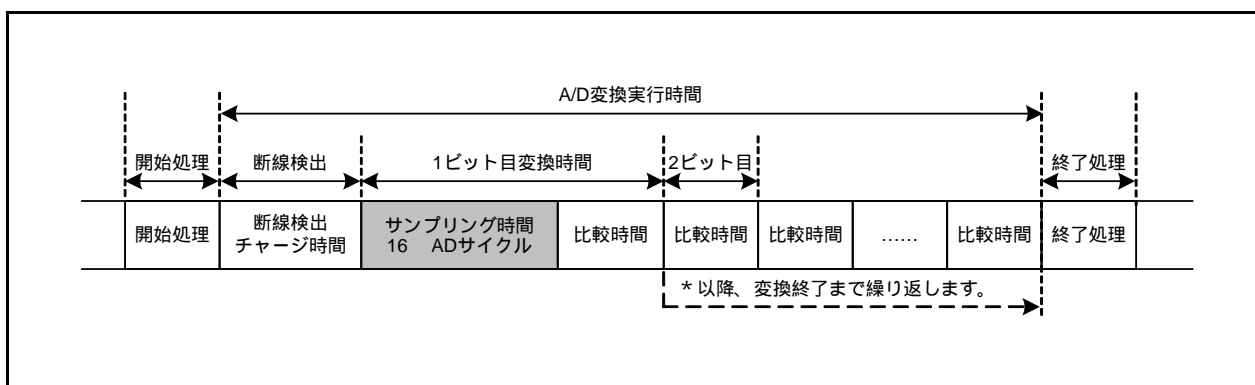 A/D変換実行時間
開始処理 断線検出 1ビット目変換時間 2ビット目 終了処理
開始処理 断線検出 チャージ時間 サンプリング時間 16 ADサイクル 比較時間 比較時間 比較時間 …… 比較時間 終了処理
* 以降、変換終了まで繰り返します。